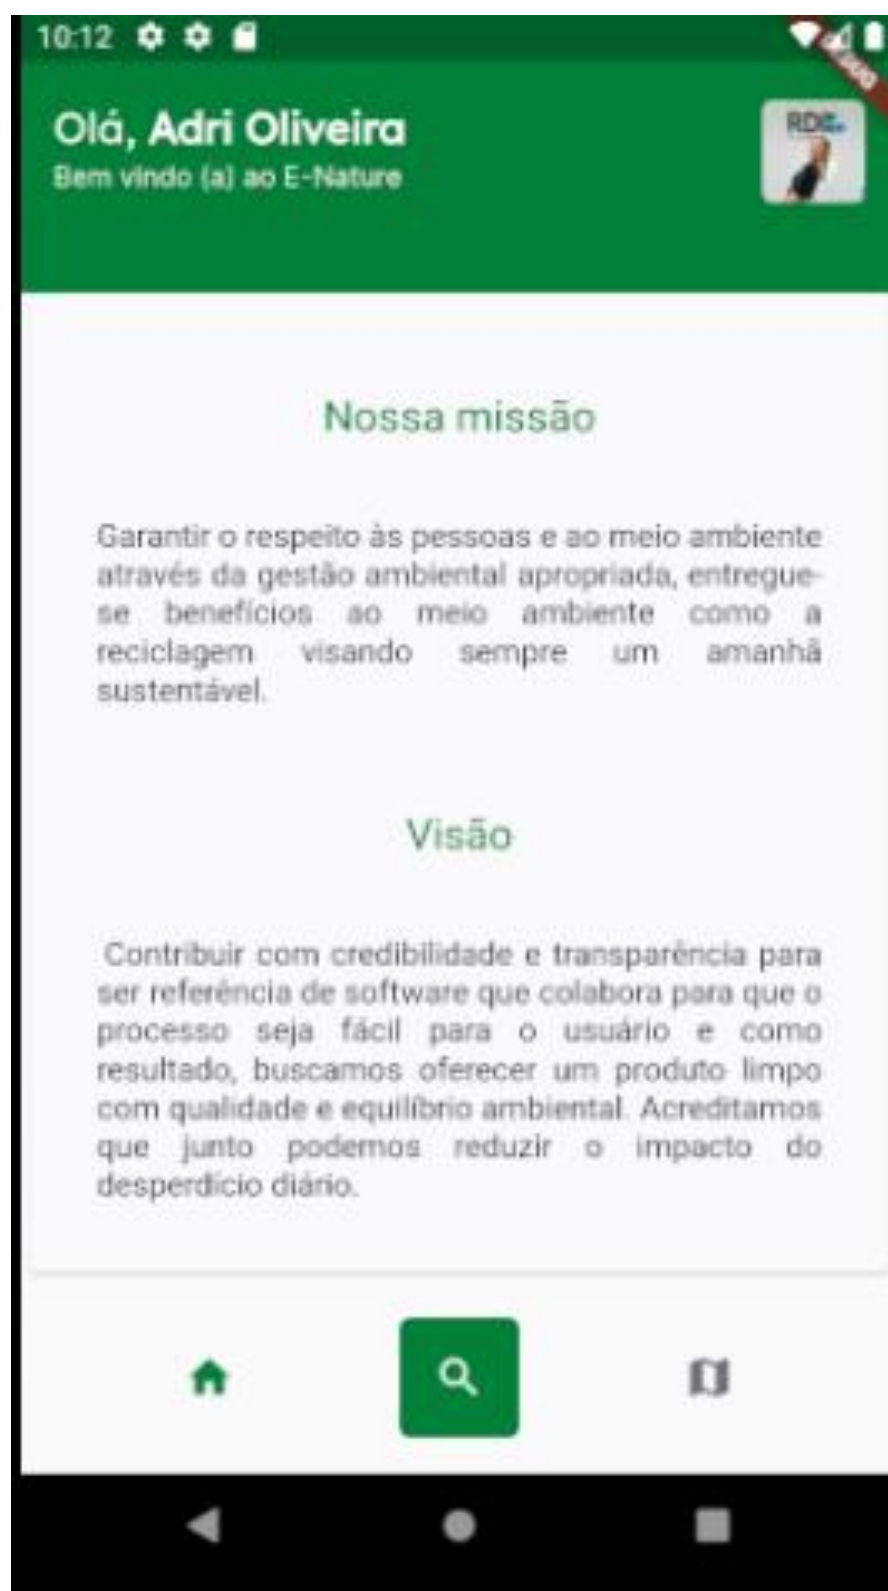 10:12
Olá, Adri Oliveira
Bem vindo (a) ao E-Nature
Nossa missão
Garantir o respeito às pessoas e ao meio ambiente
através da gestão ambiental apropriada, entregue-
se benefícios ao meio ambiente como a
reciclagem visando sempre um amanhã
sustentável.
Visão
Contribuir com credibilidade e transparência para
ser referência de software que colabora para que o
processo seja fácil para o usuário e como
resultado, buscamos oferecer um produto limpo
com qualidade e equilíbrio ambiental. Acreditamos
que junto podemos reduzir o impacto do
desperdício diário.